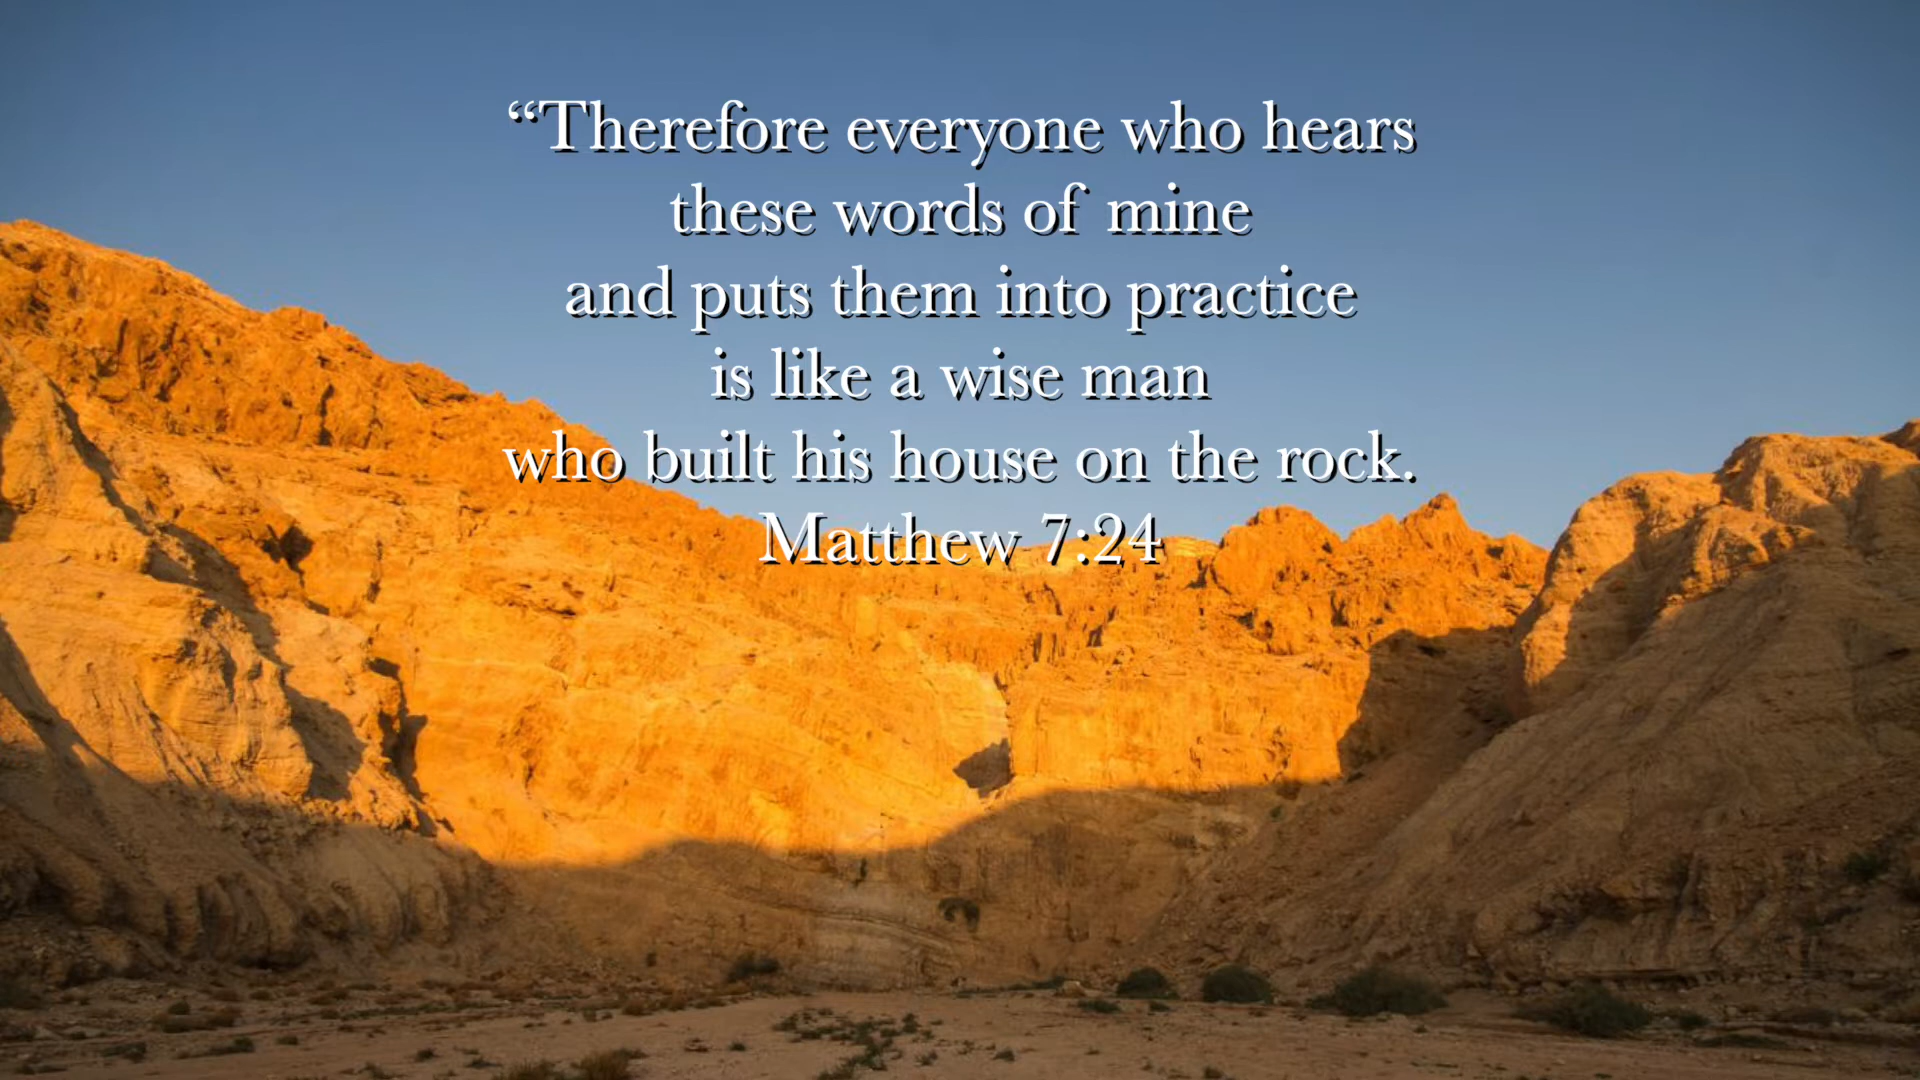 “Therefore everyone who hears
these words of mine
and puts them into practice
is like a wise man
who built his house on the rock.
Matthew 7:24